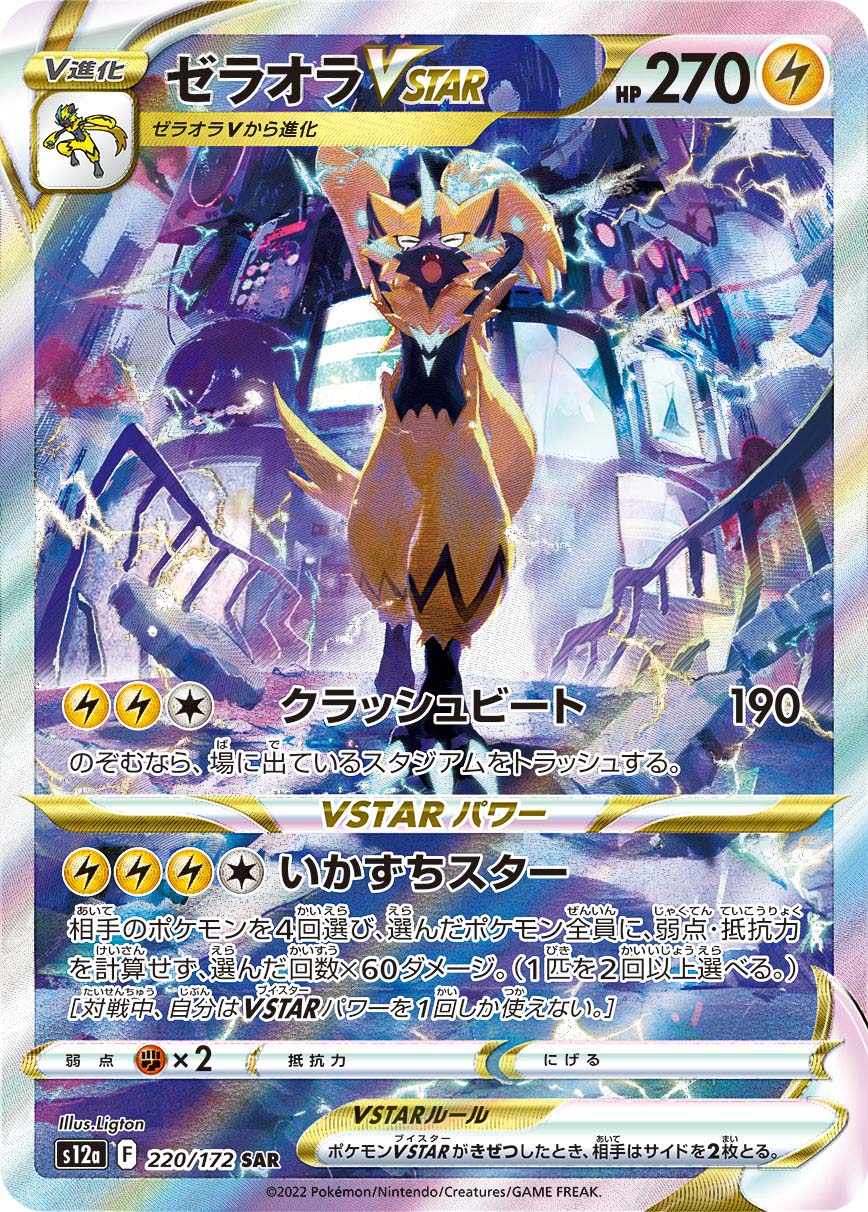 V進化
ゼラオラVSTAR
HP 270
ゼラオラVから進化
クラッシュビート 190
のぞむなら、場に出ているスタジアムをトラッシュする。
VSTARパワー
いかずちスター
相手のポケモンを4回選び、選んだポケモン全員に、弱点・抵抗力
を計算せず、選んだ回数×60ダメージ。(1匹を2回以上選べる。)
[対戦中、自分はVSTARパワーを1回しか使えない。]
弱点 ×2 抵抗力 にげる
Illus.Ligton
VSTARルール
ポケモンVSTARがきぜつしたとき、相手はサイドを2枚とる。
s12a F 220/172 SAR
©2022 Pokémon/Nintendo/Creatures/GAME FREAK.